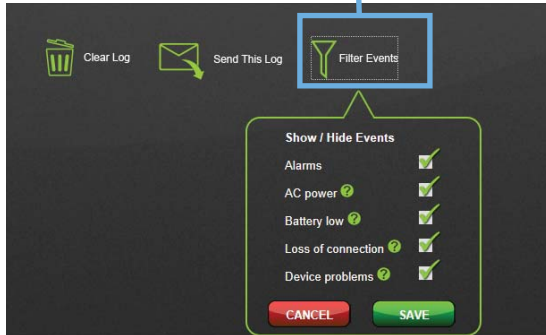 Clear Log
Send This Log
Filter Events
Show / Hide Events
Alarms
AC power ?
Battery low ?
Loss of connection ?
Device problems ?
CANCEL
SAVE